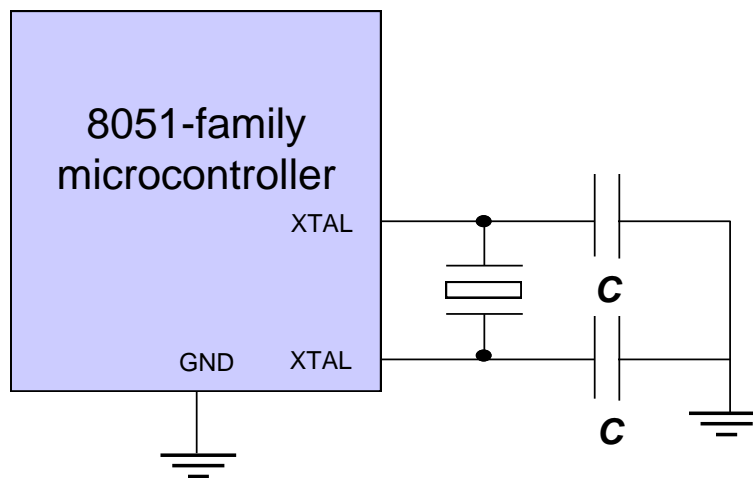 8051-family
microcontroller
XTAL
C
GND XTAL
C